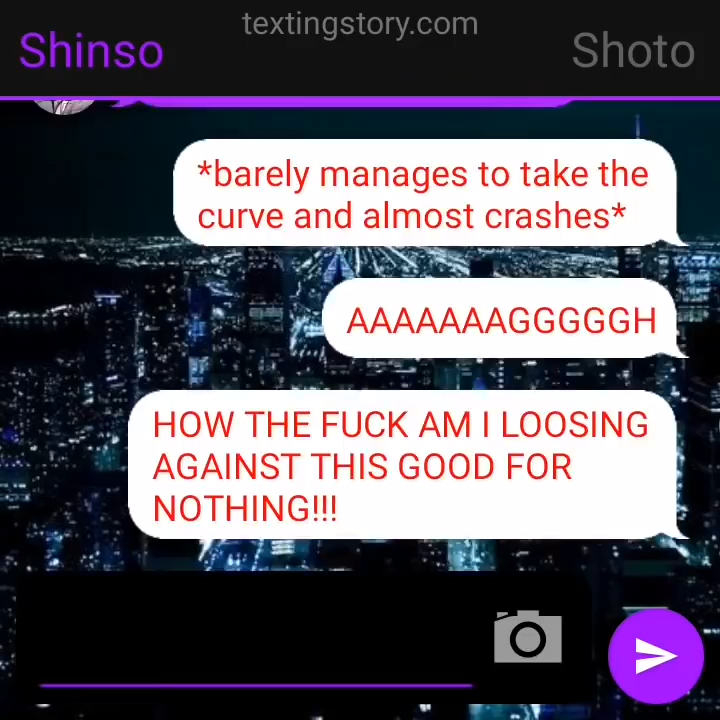 textingstory.com
Shinso
Shoto
*barely manages to take the
curve and almost crashes*
AAAAAAAGGGGGH
HOW THE FUCK AM I LOOSING
AGAINST THIS GOOD FOR
NOTHING!!!